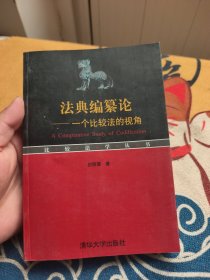 法典编纂论
——一个比较法的视角
A Comparative Study of Codification
比较法学丛书
清华大学出版社